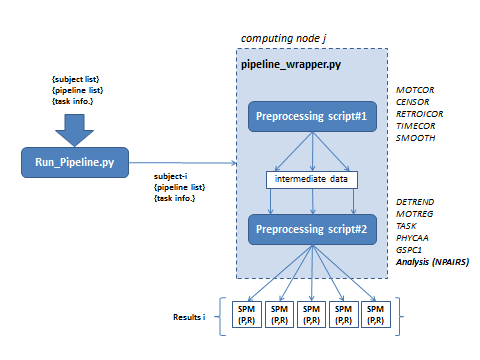 computing node j
pipeline_wrapper.py
{subject list}
{pipeline list}
{task info.}
Run_Pipeline.py
subject-i
{pipeline list}
{task info.}
Preprocessing script#1
MOTCOR
CENSOR
RETROICOR
TIMECOR
SMOOTH
intermediate data
Preprocessing script#2
DETREND
MOTREG
TASK
PHYCAA
GSPC1
Analysis (NPAIRS)
Results i
SPM SPM SPM SPM SPM
(P,R) (P,R) (P,R) (P,R) (P,R)